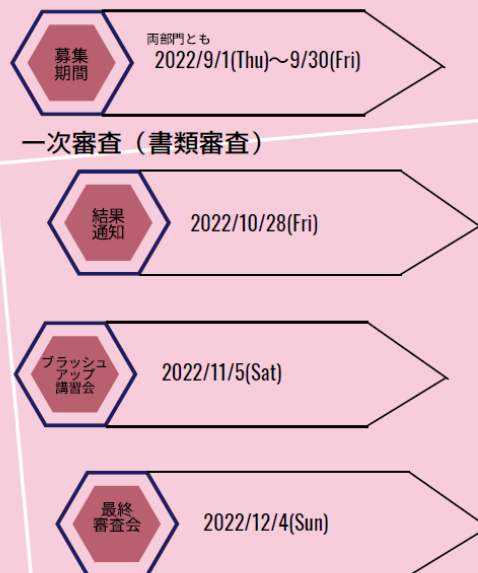 募集
期間
両部門とも
2022/9/1(Thu)～9/30(Fri)
一次審査（書類審査）
結果
通知
2022/10/28(Fri)
ブラッシュ
アップ
講習会
2022/11/5(Sat)
最終
審査会
2022/12/4(Sun)